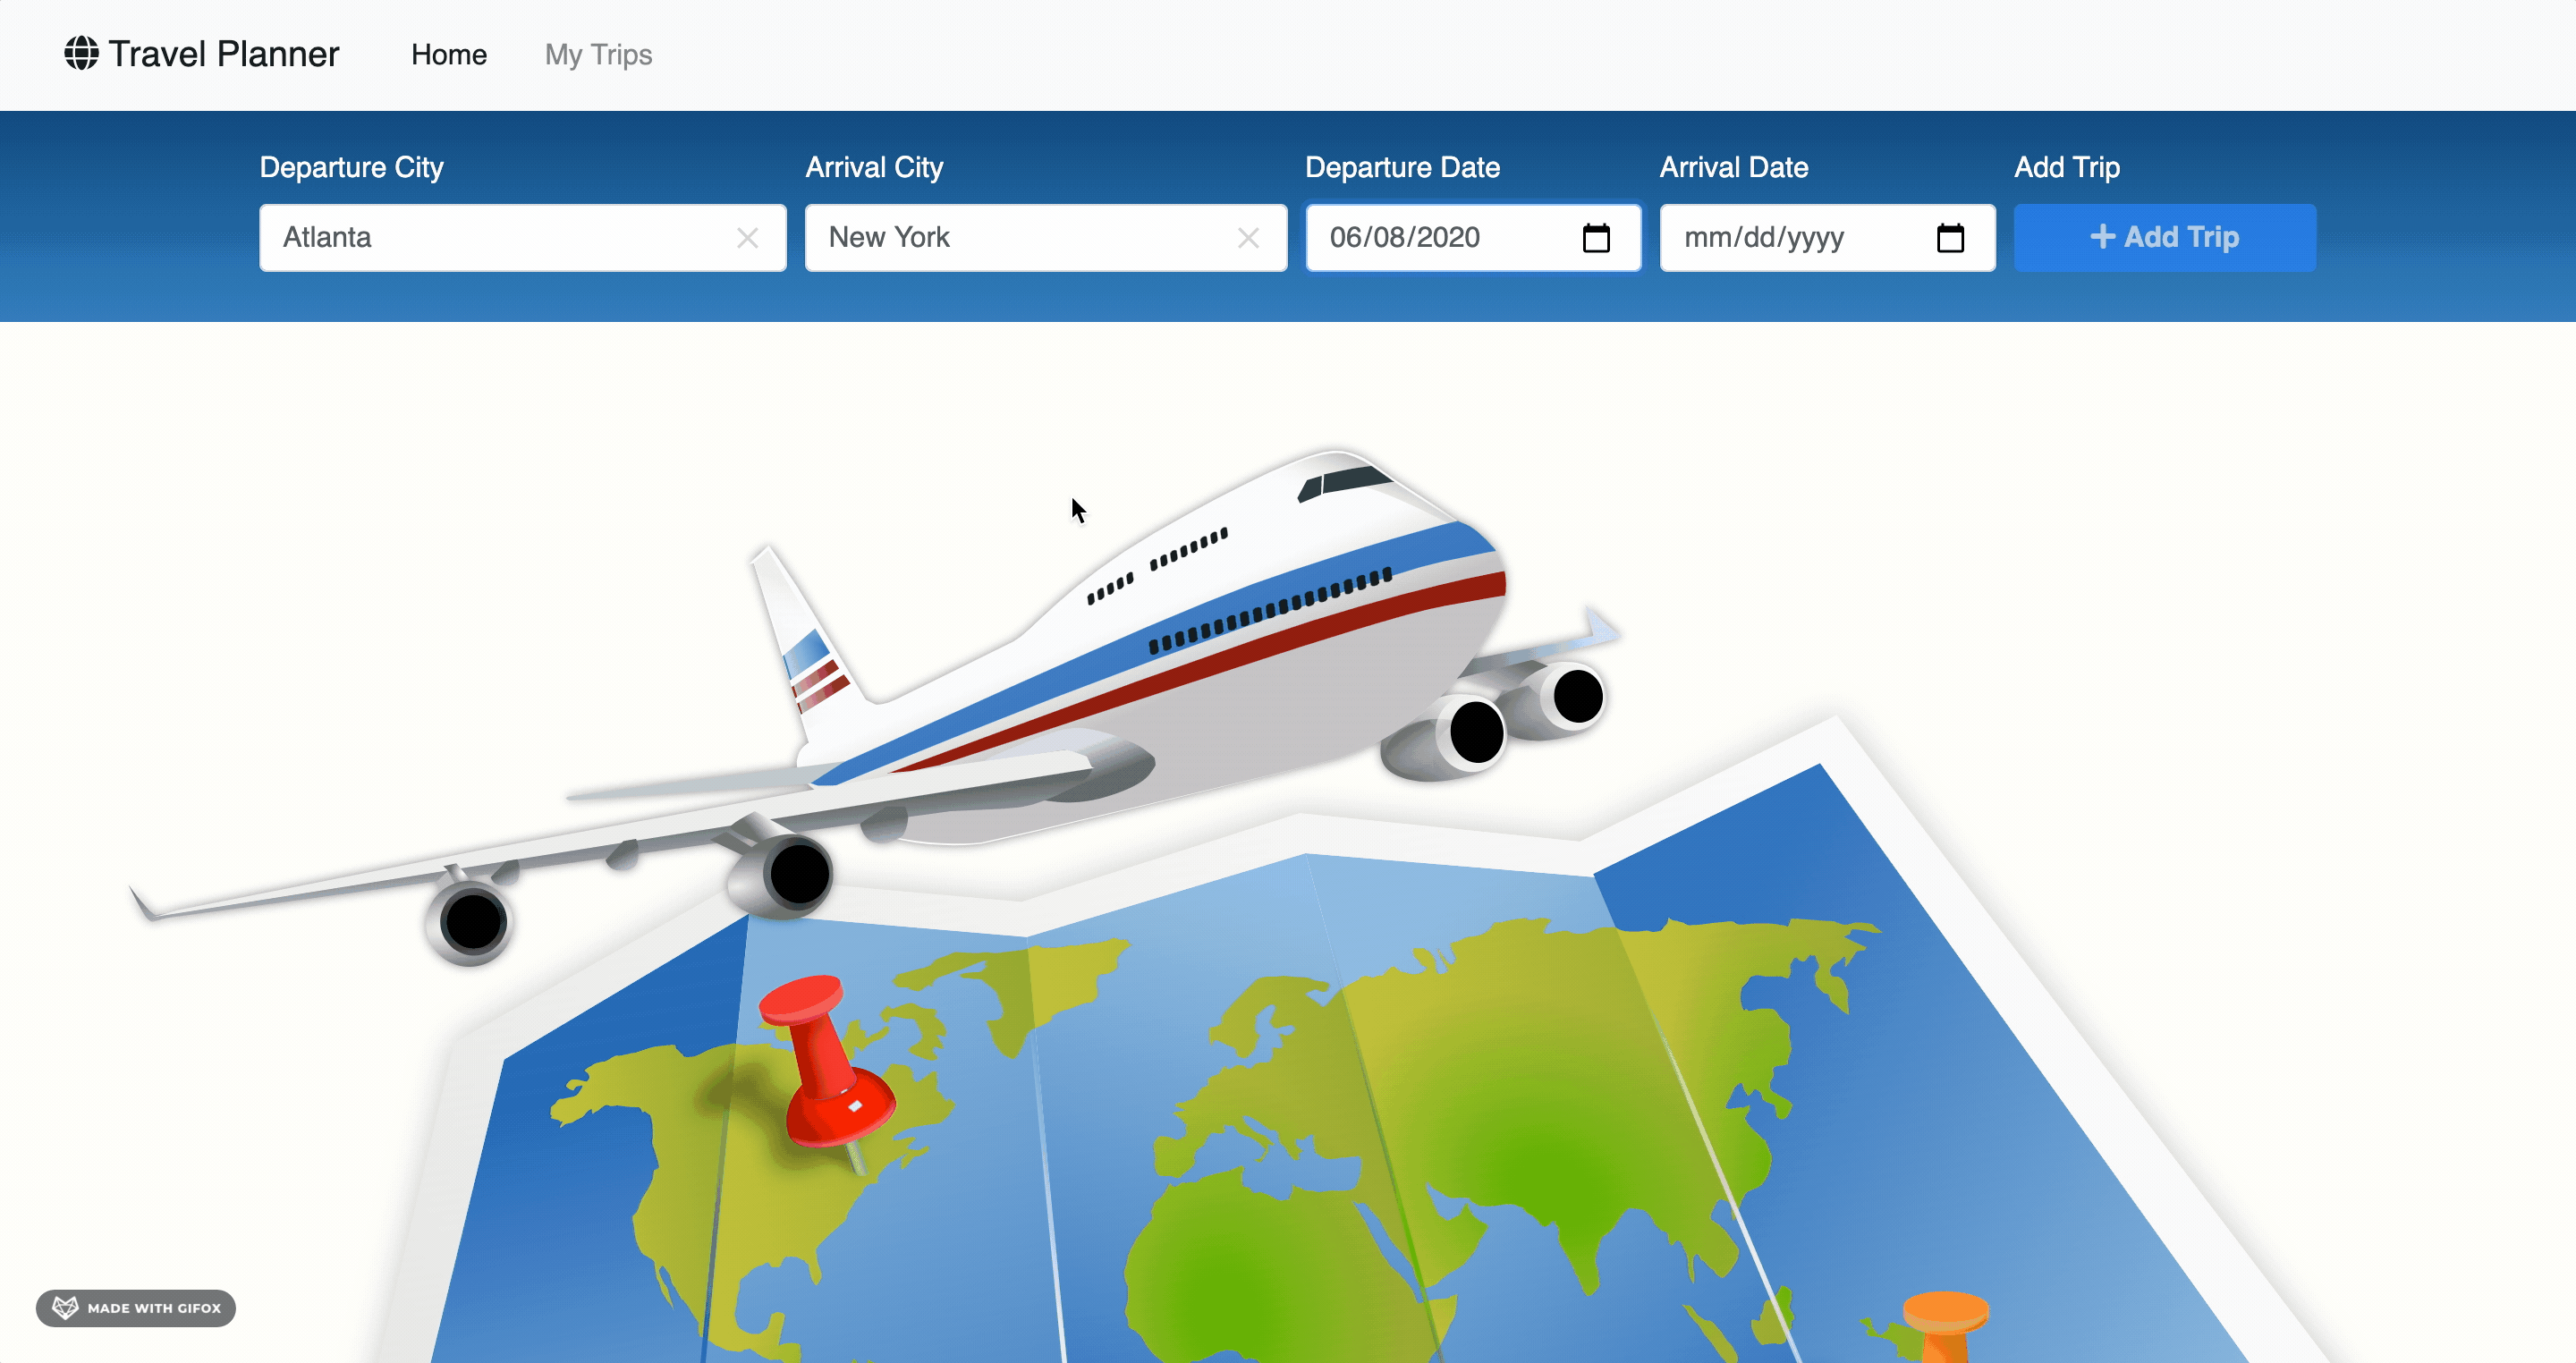 Travel Planner Home My Trips
Departure City Arrival City Departure Date Arrival Date Add Trip
Atlanta New York 06/08/2020 mm/dd/yyyy Add Trip
MADE WITH GIFOX